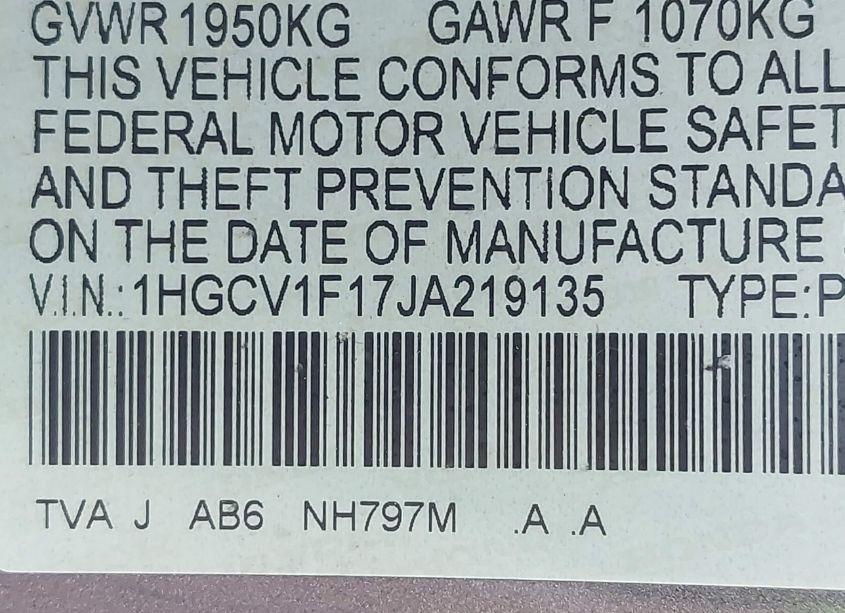 GVWR 1950KG GAWR F 1070KG
THIS VEHICLE CONFORMS TO ALL
FEDERAL MOTOR VEHICLE SAFET
AND THEFT PREVENTION STANDA
ON THE DATE OF MANUFACTURE
V.I.N.: 1HGCV1F17JA219135 TYPE:P
TVA J AB6 NH797M .A .A